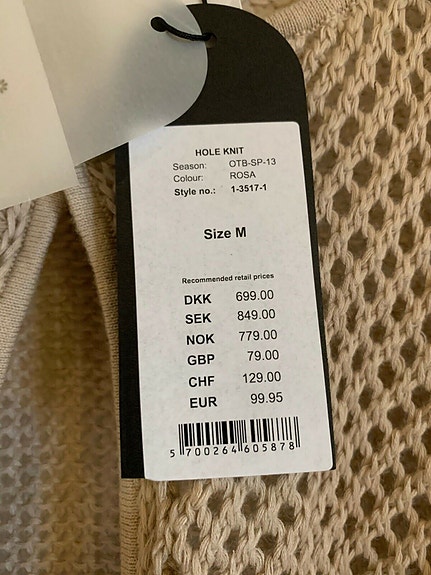 HOLE KNIT
Season: OTB-SP-13
Colour: ROSA
Style no.: 1-3517-1
Size M
Recommended retail prices
DKK 699.00
SEK 849.00
NOK 779.00
GBP 79.00
CHF 129.00
EUR 99.95
5 700264 605878